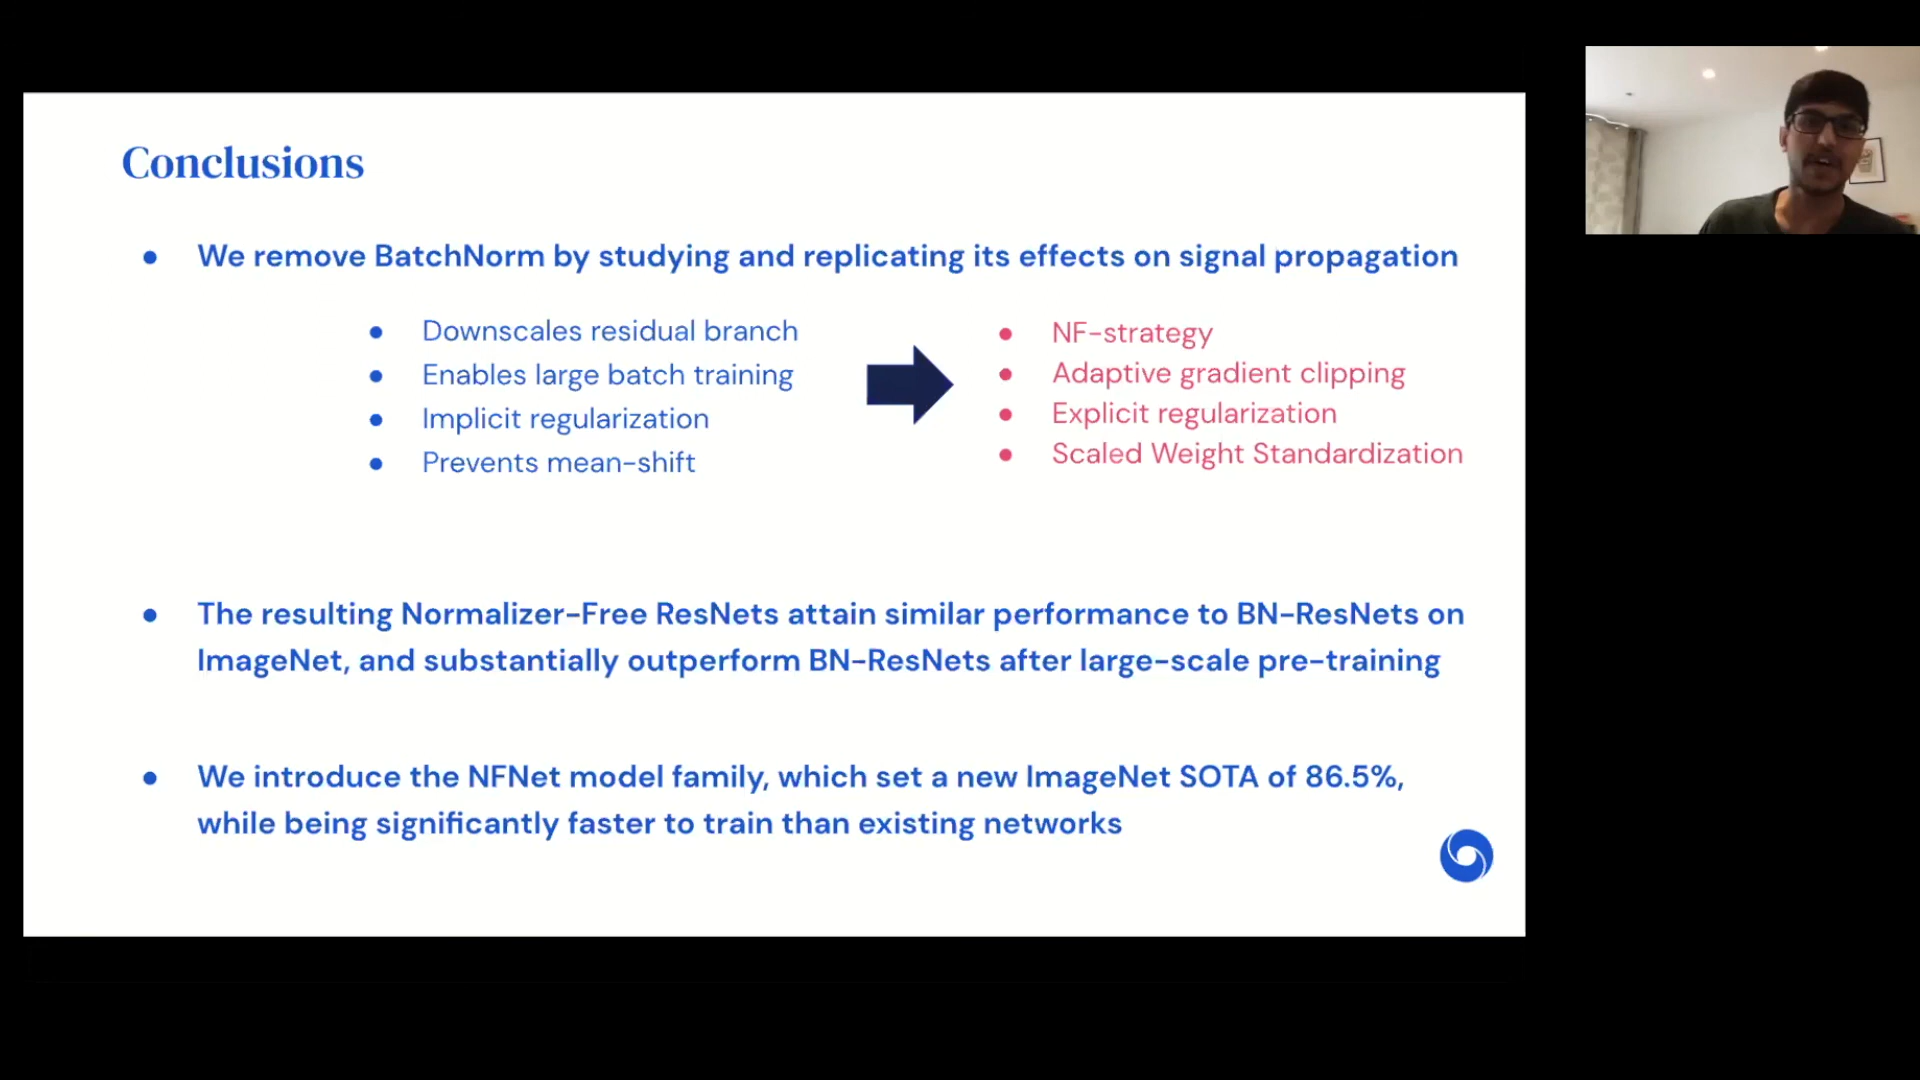 Conclusions
We remove BatchNorm by studying and replicating its effects on signal propagation
Downscales residual branch
Enables large batch training
Implicit regularization
Prevents mean-shift
NF-strategy
Adaptive gradient clipping
Explicit regularization
Scaled Weight Standardization
The resulting Normalizer-Free ResNets attain similar performance to BN-ResNets on
ImageNet, and substantially outperform BN-ResNets after large-scale pre-training
We introduce the NFNet model family, which set a new ImageNet SOTA of 86.5%,
while being significantly faster to train than existing networks